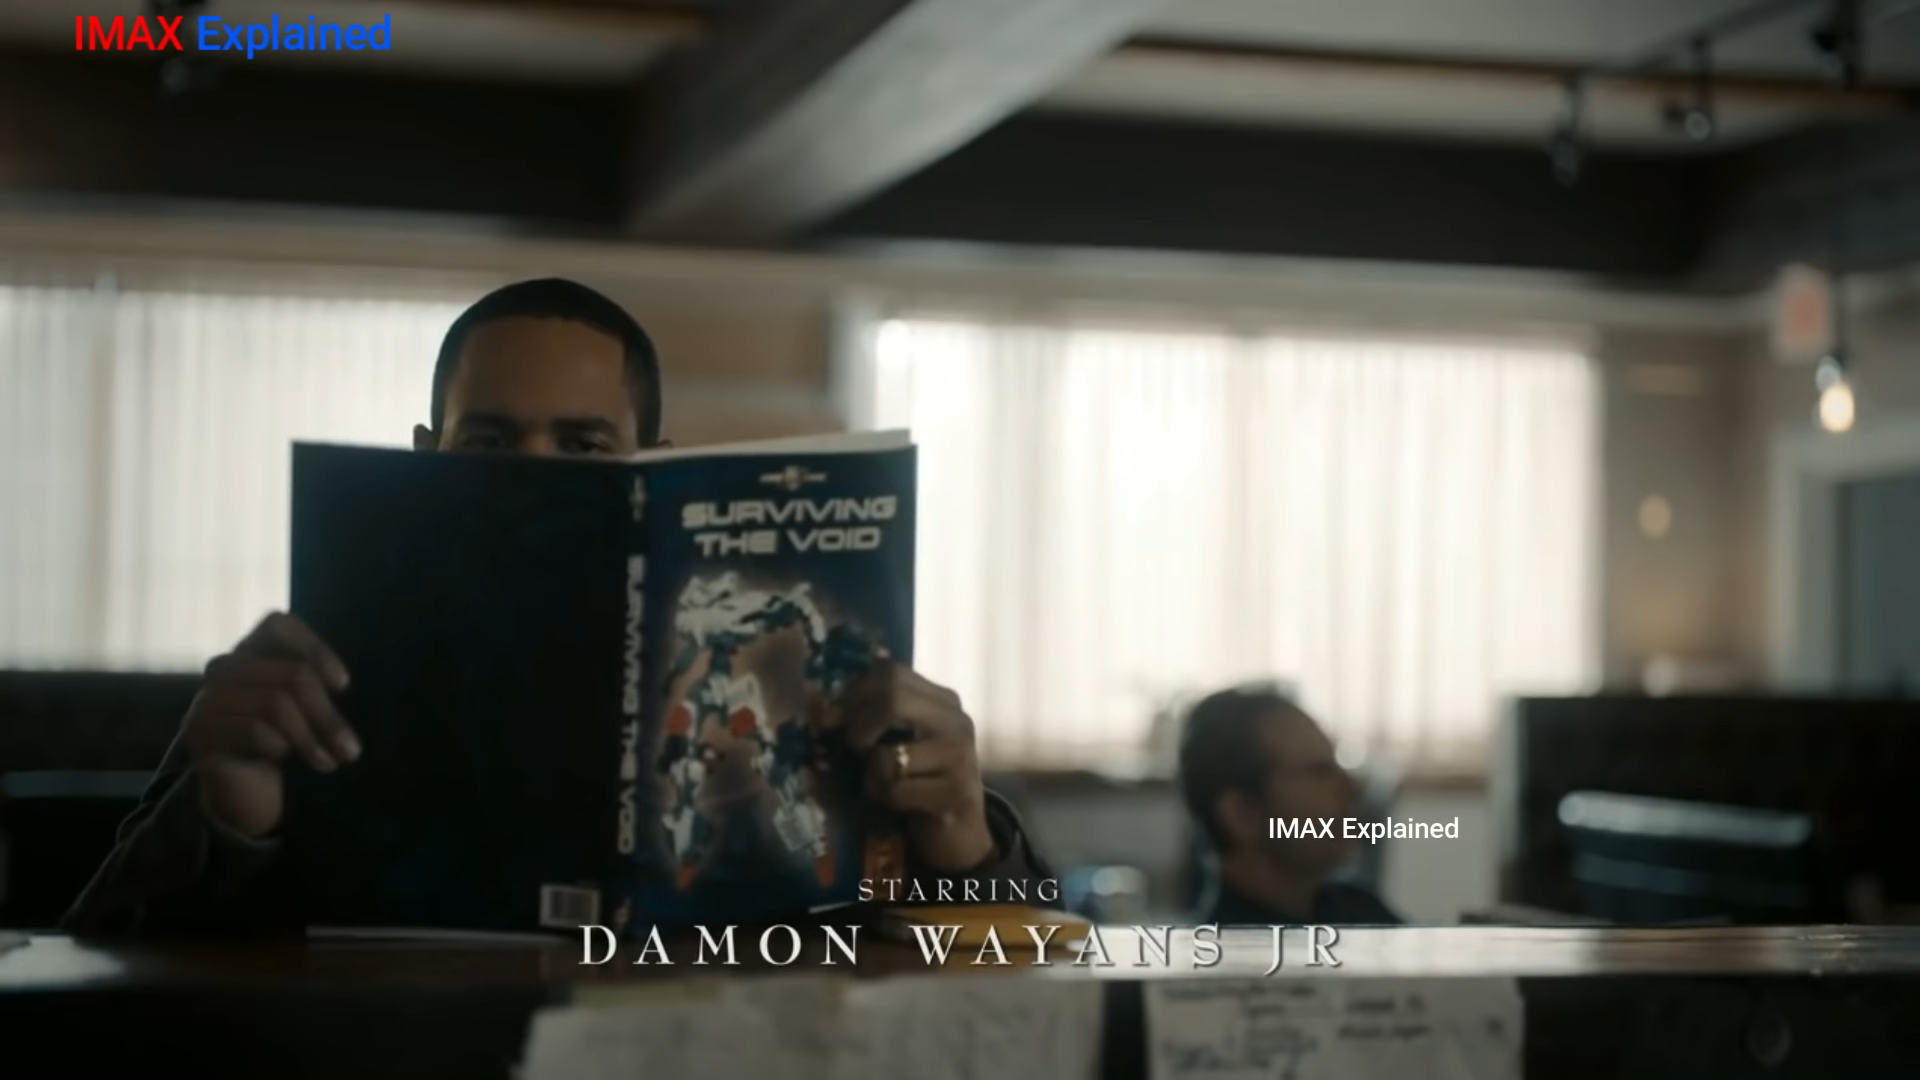 IMAX Explained
SURVIVING
THE VOID
SURVIVING THE VOID
IMAX Explained
STARRING
DAMON WAYANS JR